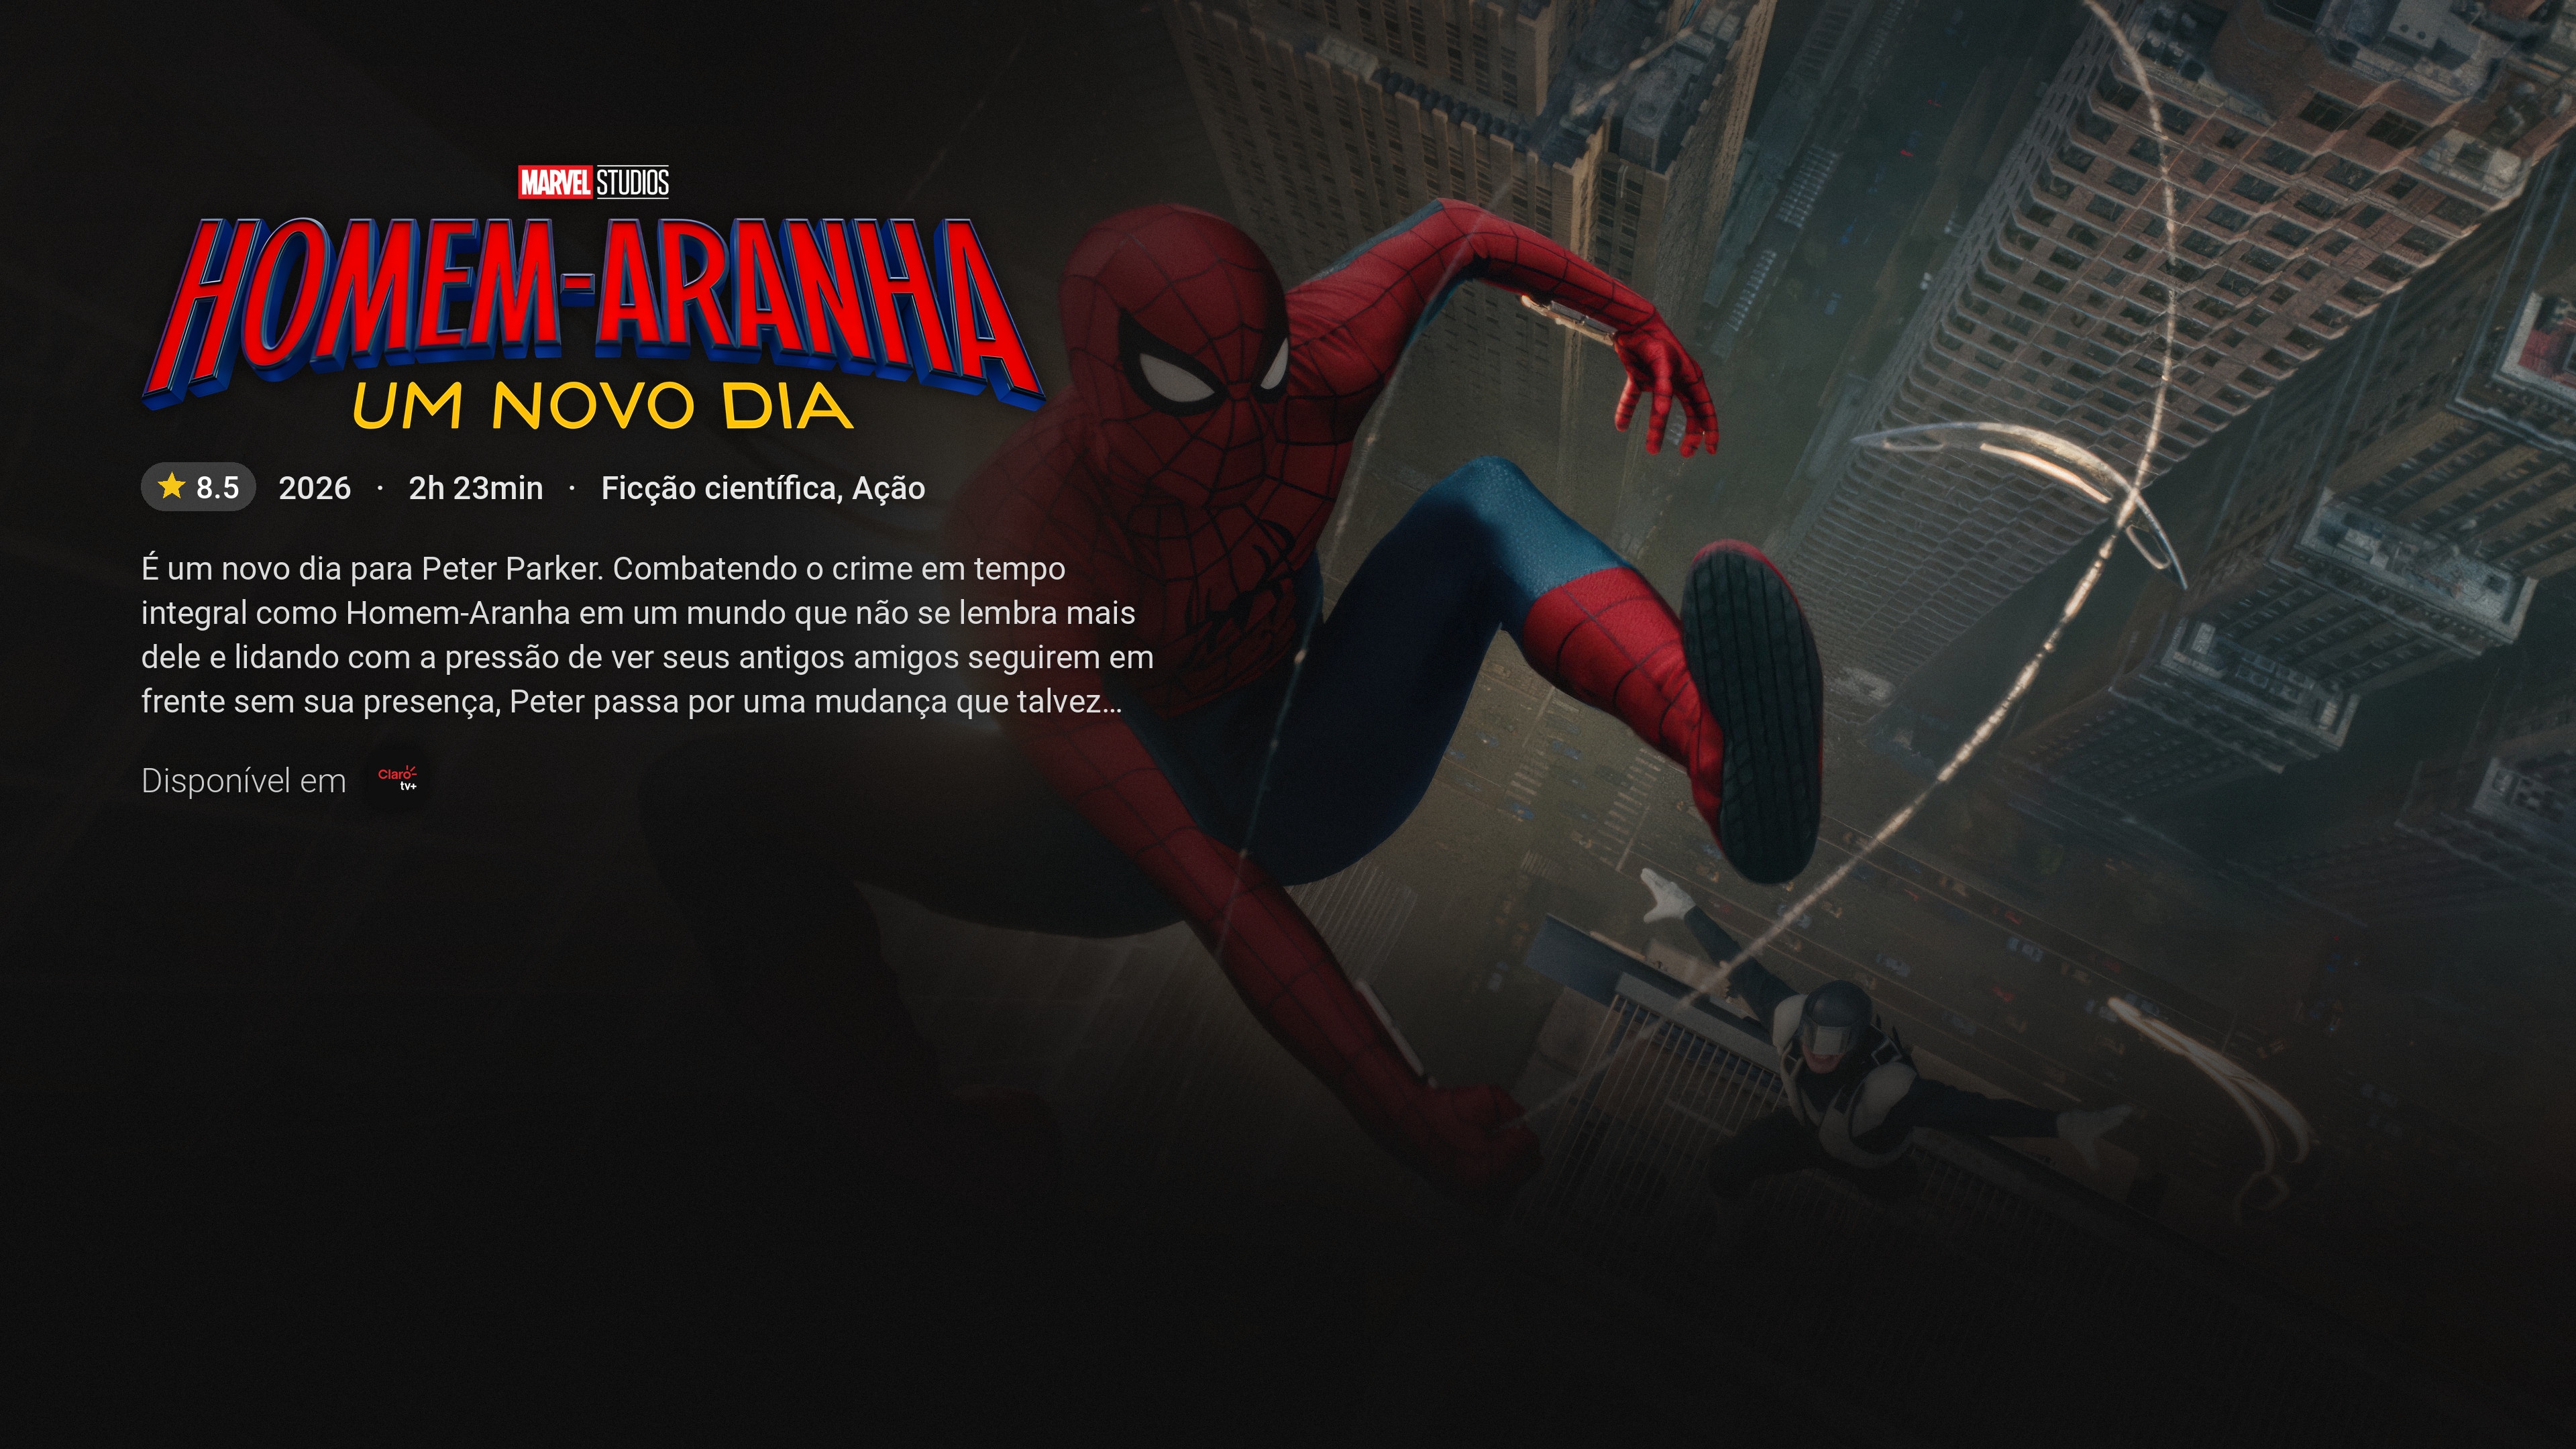 MARVEL STUDIOS
HOMEM-ARANHA
UM NOVO DIA
8.5 2026 · 2h 23min · Ficção científica, Ação
É um novo dia para Peter Parker. Combatendo o crime em tempo
integral como Homem-Aranha em um mundo que não se lembra mais
dele e lidando com a pressão de ver seus antigos amigos seguirem em
frente sem sua presença, Peter passa por uma mudança que talvez...
Disponível em Claro
tv+